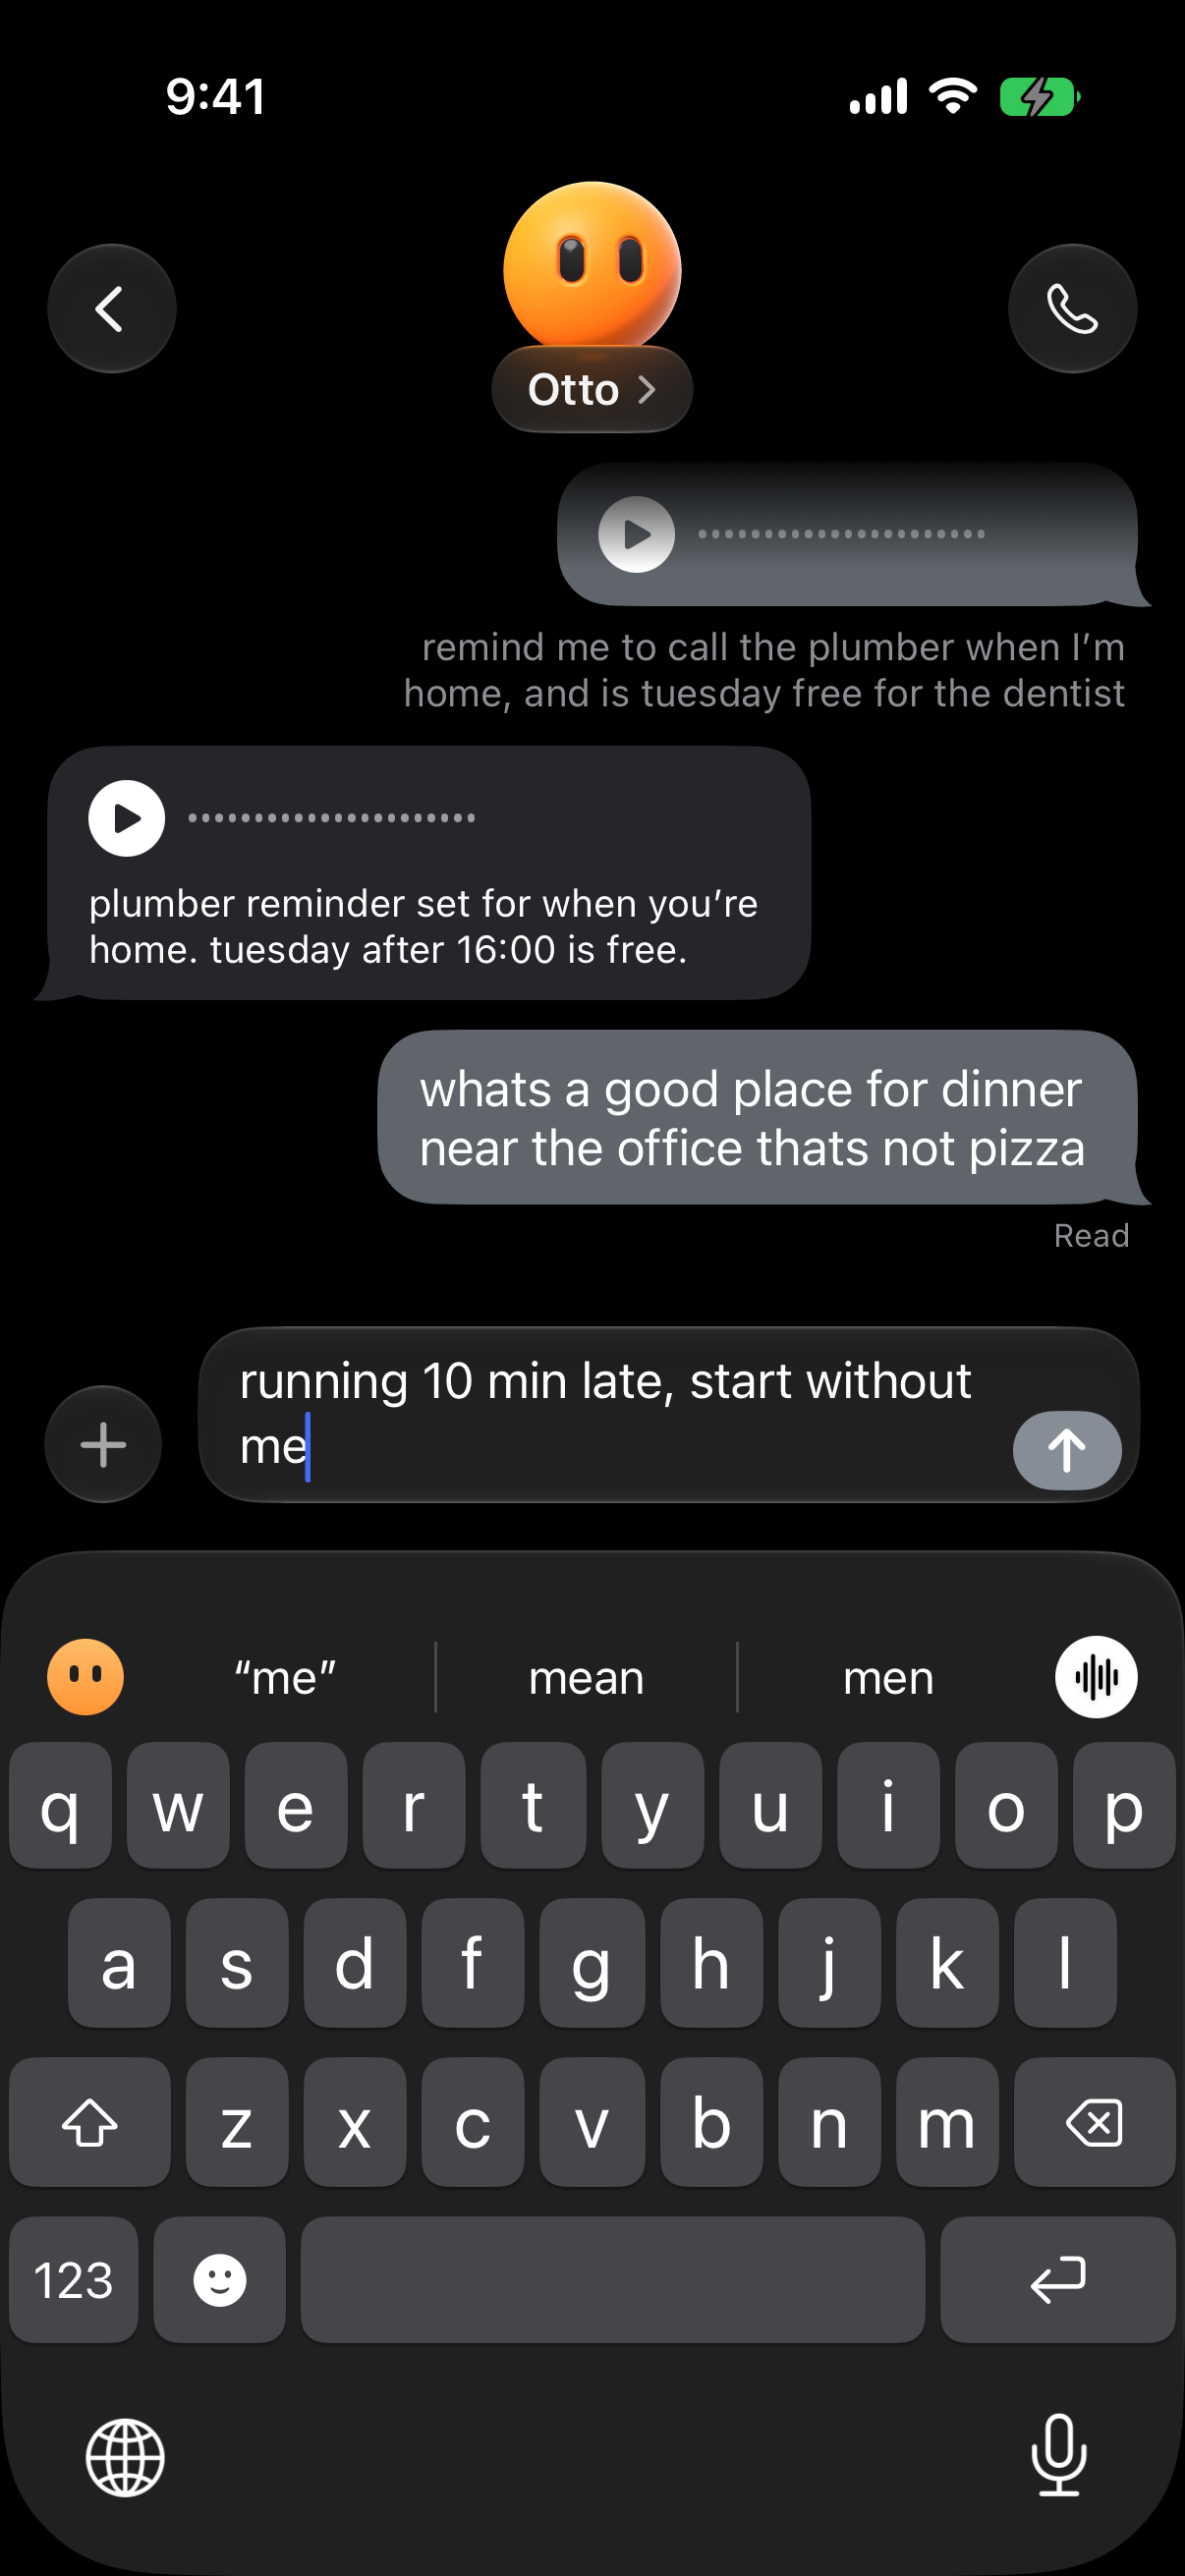 9:41
Otto
remind me to call the plumber when I’m
home, and is tuesday free for the dentist
plumber reminder set for when you’re
home. tuesday after 16:00 is free.
whats a good place for dinner
near the office thats not pizza
Read
running 10 min late, start without
me
“me” mean men
q w e r t y u i o p
a s d f g h j k l
z x c v b n m
123